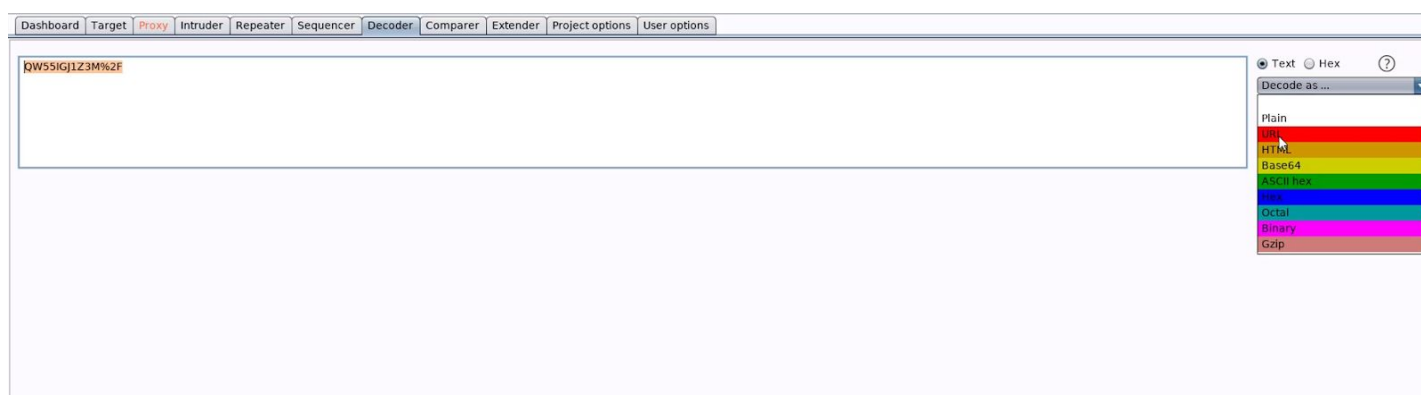 Dashboard Target Proxy Intruder Repeater Sequencer Decoder Comparer Extender Project options User options
QW55IGJ1Z3M%2F
Text Hex ?
Decode as ...
Plain
URL
HTML
Base64
ASCII hex
Hex
Octal
Binary
Gzip